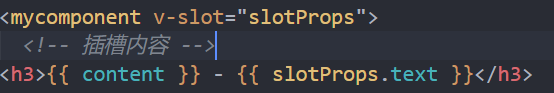 <mycomponent v-slot="slotProps">
<!-- 插槽内容 -->
<h3>{{ content }} - {{ slotProps.text }}</h3>